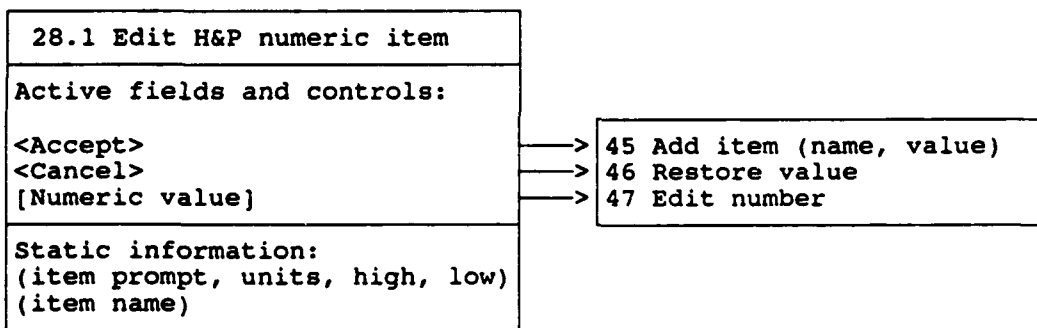 28.1 Edit H&P numeric item
Active fields and controls:
<Accept>
<Cancel>
[Numeric value]
45 Add item (name, value)
46 Restore value
47 Edit number
Static information:
(item prompt, units, high, low)
(item name)